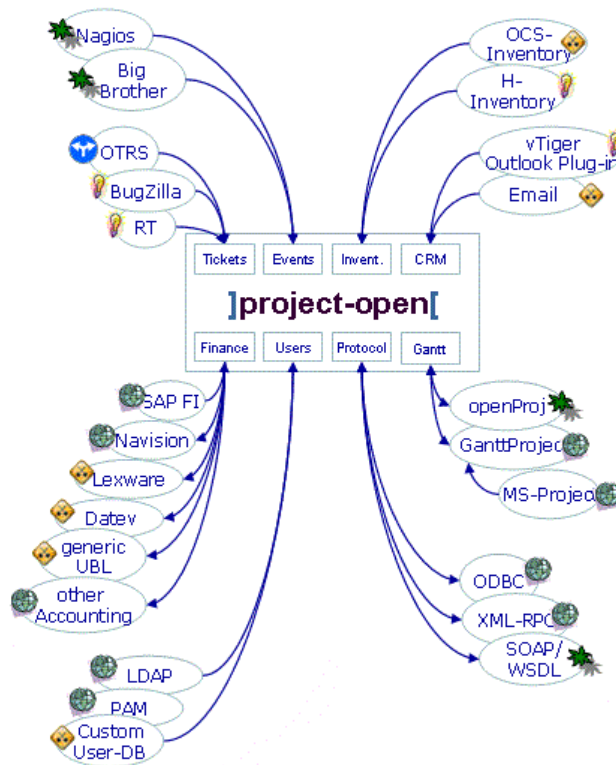 Nagios
Big
Brother
OTRS
BugZilla
RT
OCS-
Inventory
H-
Inventory
vTiger
Outlook Plug-in
Email
Tickets
Events
Invent.
CRM
]project-open[
Finance
Users
Protocol
Gantt
SAP FI
Navision
Lexware
Datev
generic
UBL
other
Accounting
LDAP
PAM
Custom
User-DB
openProj
GanttProject
MS-Project
ODBC
XML-RPC
SOAP/
WSDL